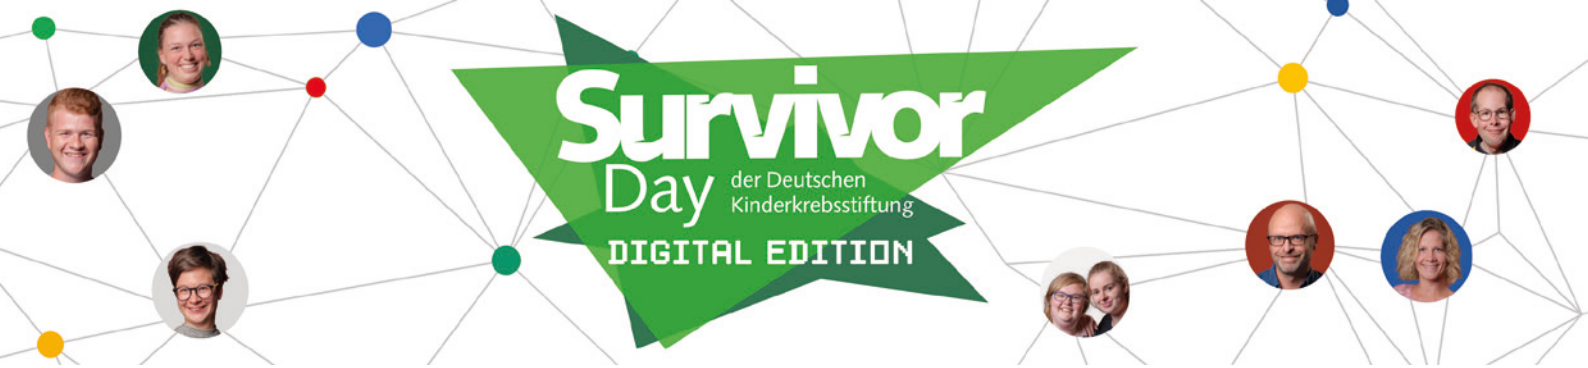 Survivor
Day
der Deutschen
Kinderkrebsstiftung
DIGITAL EDITION